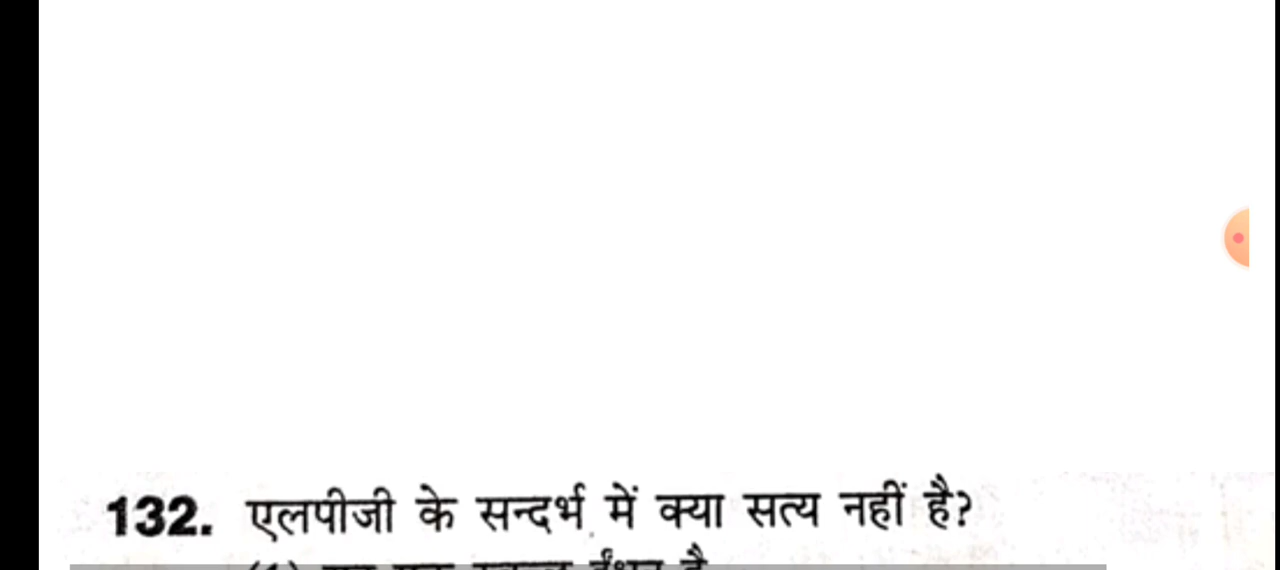 132. एलपीजी के सन्दर्भ में क्या सत्य नहीं है?